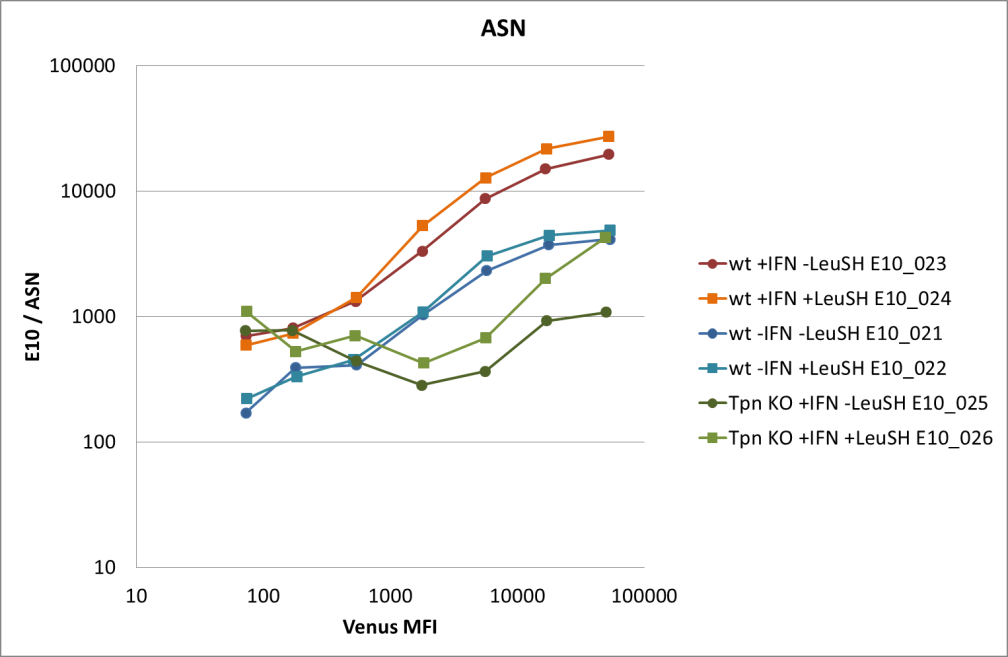 ASN
100000
10000
1000
100
10
E10 / ASN
10 100 1000 10000 100000
Venus MFI
wt +IFN -LeuSH E10_023
wt +IFN +LeuSH E10_024
wt -IFN -LeuSH E10_021
wt -IFN +LeuSH E10_022
Tpn KO +IFN -LeuSH E10_025
Tpn KO +IFN +LeuSH E10_026